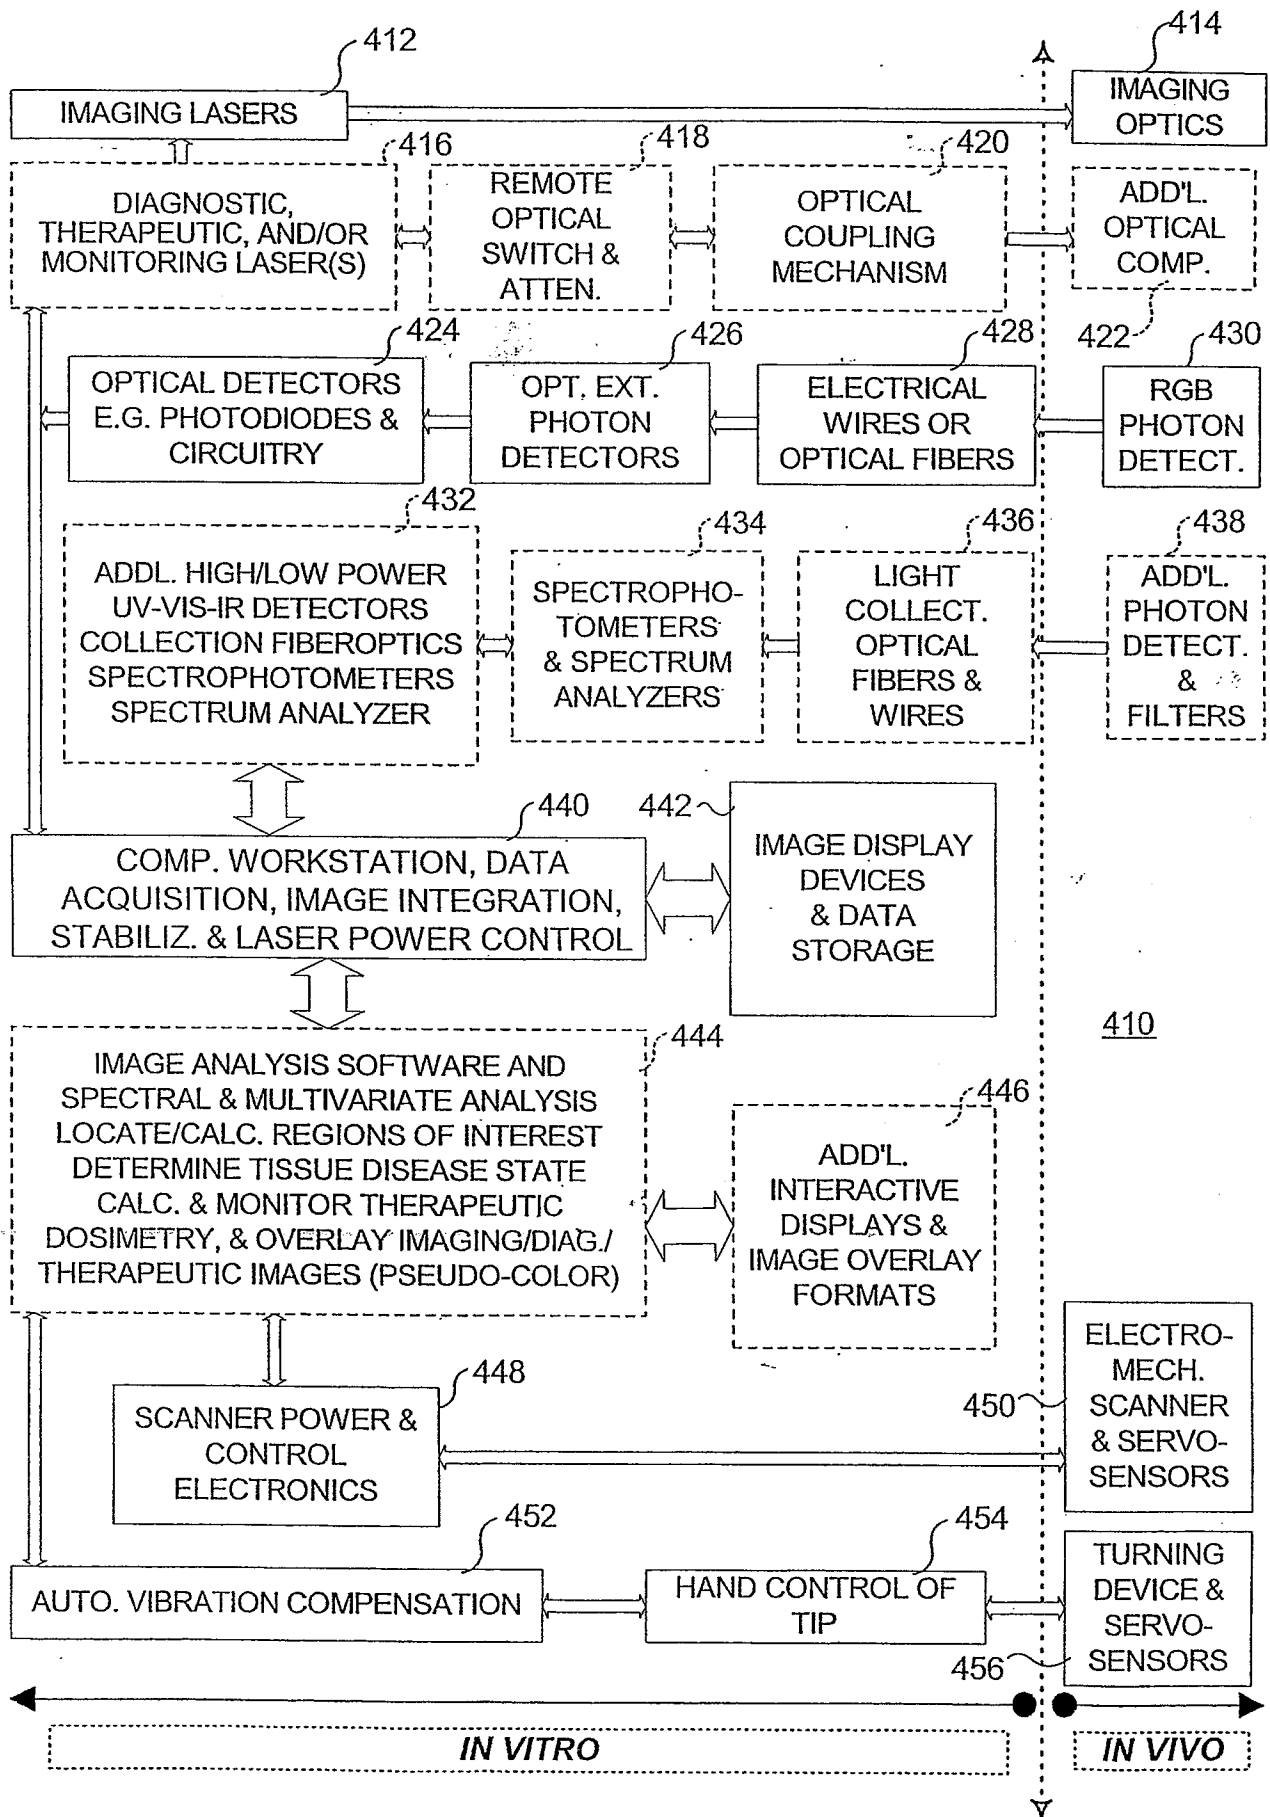 412
414
IMAGING LASERS
IMAGING
OPTICS
416
418
420
DIAGNOSTIC,
THERAPEUTIC, AND/OR
MONITORING LASER(S)
REMOTE
OPTICAL
SWITCH &
ATTEN.
OPTICAL
COUPLING
MECHANISM
ADD'L.
OPTICAL
COMP.
422
424
426
428
430
OPTICAL DETECTORS
E.G. PHOTODIODES &
CIRCUITRY
OPT. EXT.
PHOTON
DETECTORS
ELECTRICAL
WIRES OR
OPTICAL FIBERS
RGB
PHOTON
DETECT.
432
434
436
438
ADDL. HIGH/LOW POWER
UV-VIS-IR DETECTORS
COLLECTION FIBEROPTICS
SPECTROPHOTOMETERS
SPECTRUM ANALYZER
SPECTROPHO-
TOMETERS
& SPECTRUM
ANALYZERS
LIGHT
COLLECT.
OPTICAL
FIBERS &
WIRES
ADD'L.
PHOTON
DETECT.
&
FILTERS
440
442
COMP. WORKSTATION, DATA
ACQUISITION, IMAGE INTEGRATION,
STABILIZ. & LASER POWER CONTROL
IMAGE DISPLAY
DEVICES
& DATA
STORAGE
410
444
446
IMAGE ANALYSIS SOFTWARE AND
SPECTRAL & MULTIVARIATE ANALYSIS
LOCATE/CALC. REGIONS OF INTEREST
DETERMINE TISSUE DISEASE STATE
CALC. & MONITOR THERAPEUTIC
DOSIMETRY, & OVERLAY IMAGING/DIAG./
THERAPEUTIC IMAGES (PSEUDO-COLOR)
ADD'L.
INTERACTIVE
DISPLAYS &
IMAGE OVERLAY
FORMATS
448
450
SCANNER POWER &
CONTROL
ELECTRONICS
ELECTRO-
MECH.
SCANNER
& SERVO-
SENSORS
452
454
456
AUTO. VIBRATION COMPENSATION
HAND CONTROL OF
TIP
TURNING
DEVICE &
SERVO-
SENSORS
IN VITRO
IN VIVO